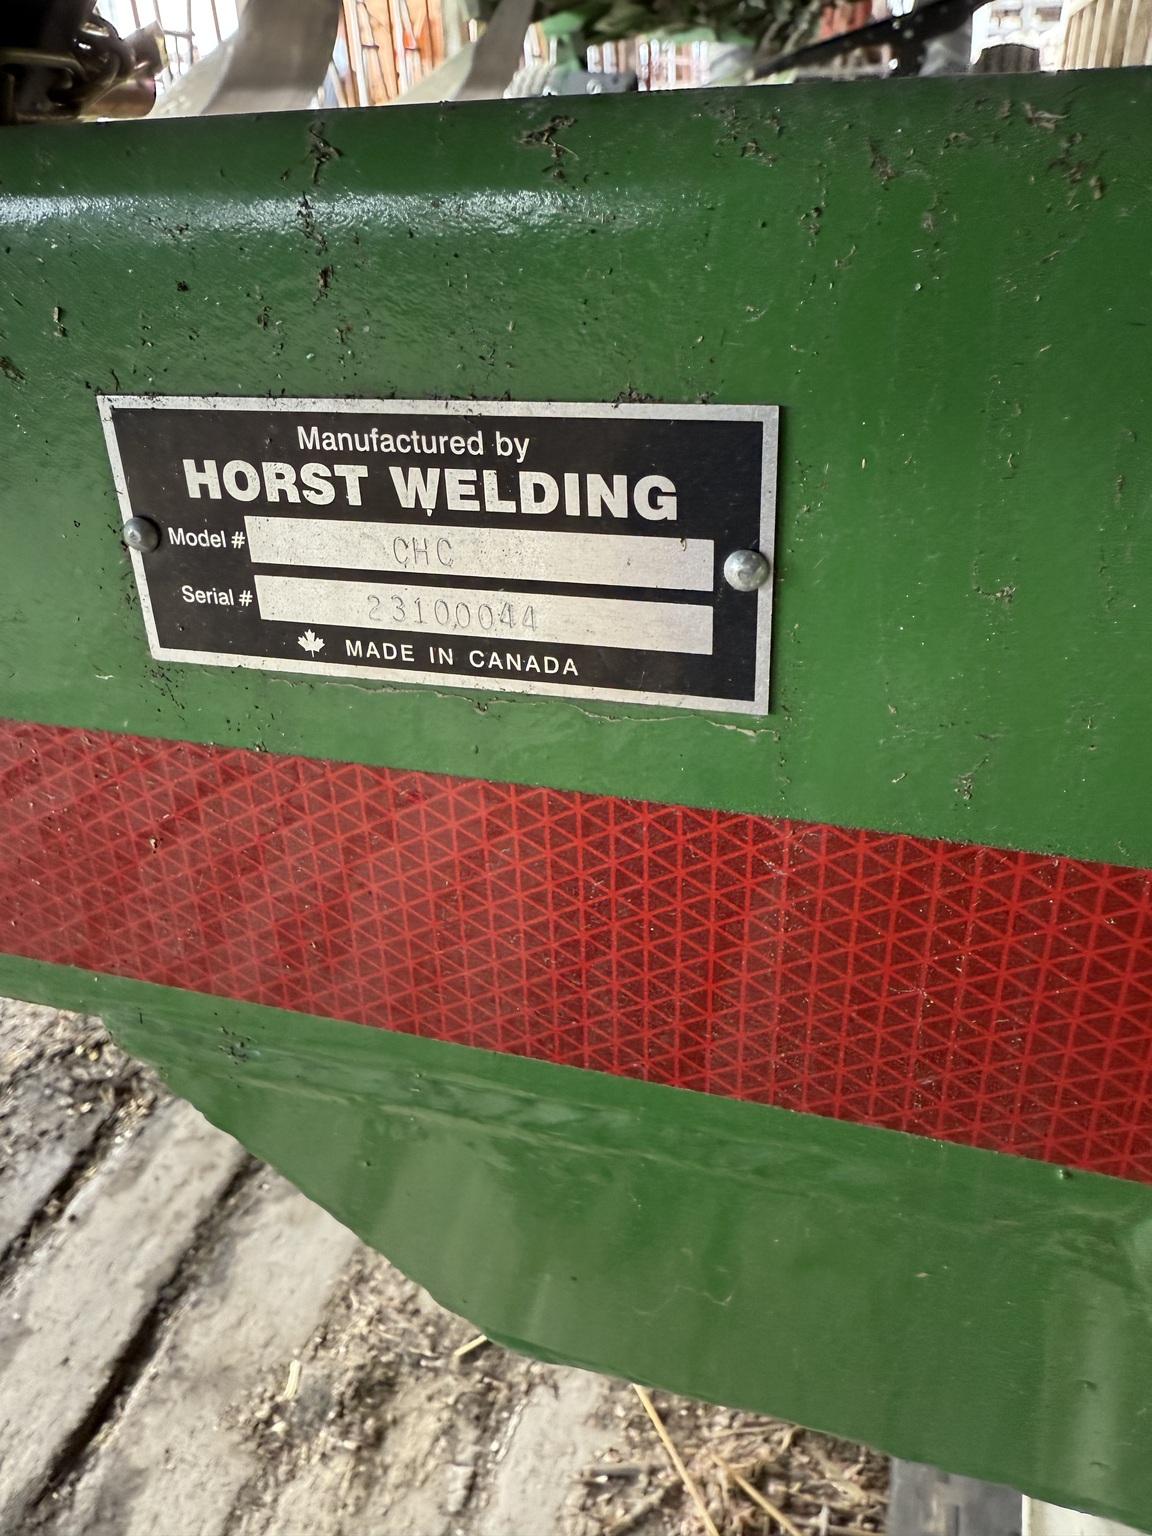 Manufactured by
HORST WELDING
Model # CHC
Serial # 23100044
MADE IN CANADA